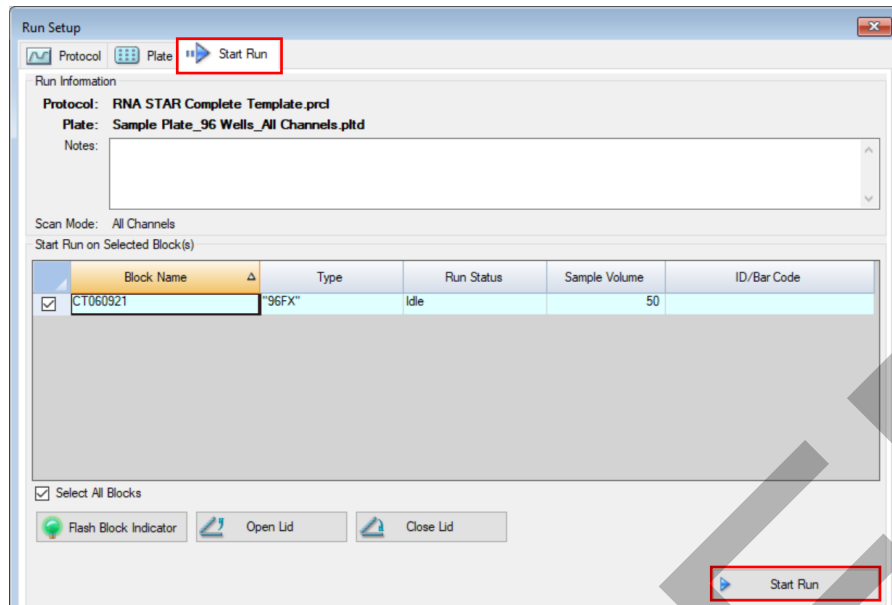 Run Setup
Protocol Plate Start Run
Run Information
Protocol: RNA STAR Complete Template.prcl
Plate: Sample Plate_96 Wells_All Channels.pltd
Notes:
Scan Mode: All Channels
Start Run on Selected Block(s)
Block Name Type Run Status Sample Volume ID/Bar Code
CT060921 "96FX" Idle 50
Select All Blocks
Flash Block Indicator Open Lid Close Lid
Start Run